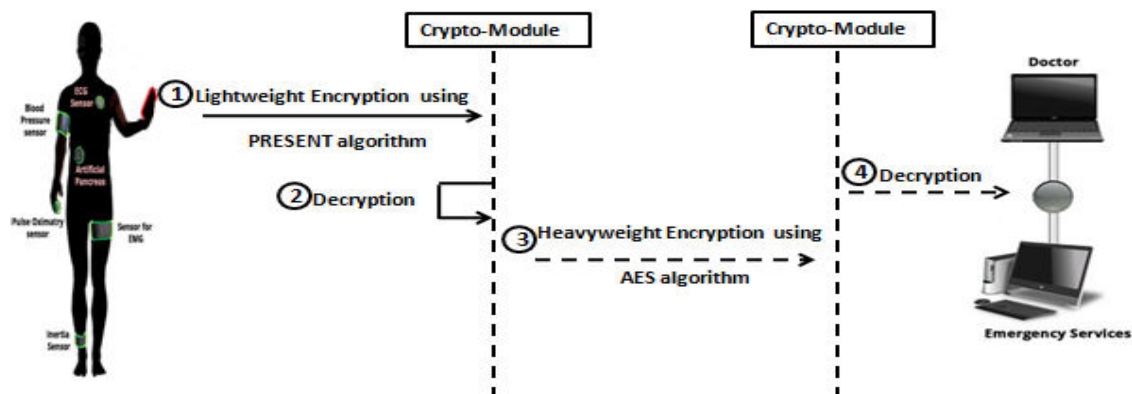 Crypto-Module
Crypto-Module
Doctor
ECG
Sensor
Blood
Pressure
sensor
Artificial
Pancreas
Pulse Oximatry
sensor
Sensor for
EMG
Inertia
Sensor
1 Lightweight Encryption using
PRESENT algorithm
2 Decryption
3 Heavyweight Encryption using
AES algorithm
4 Decryption
Emergency Services